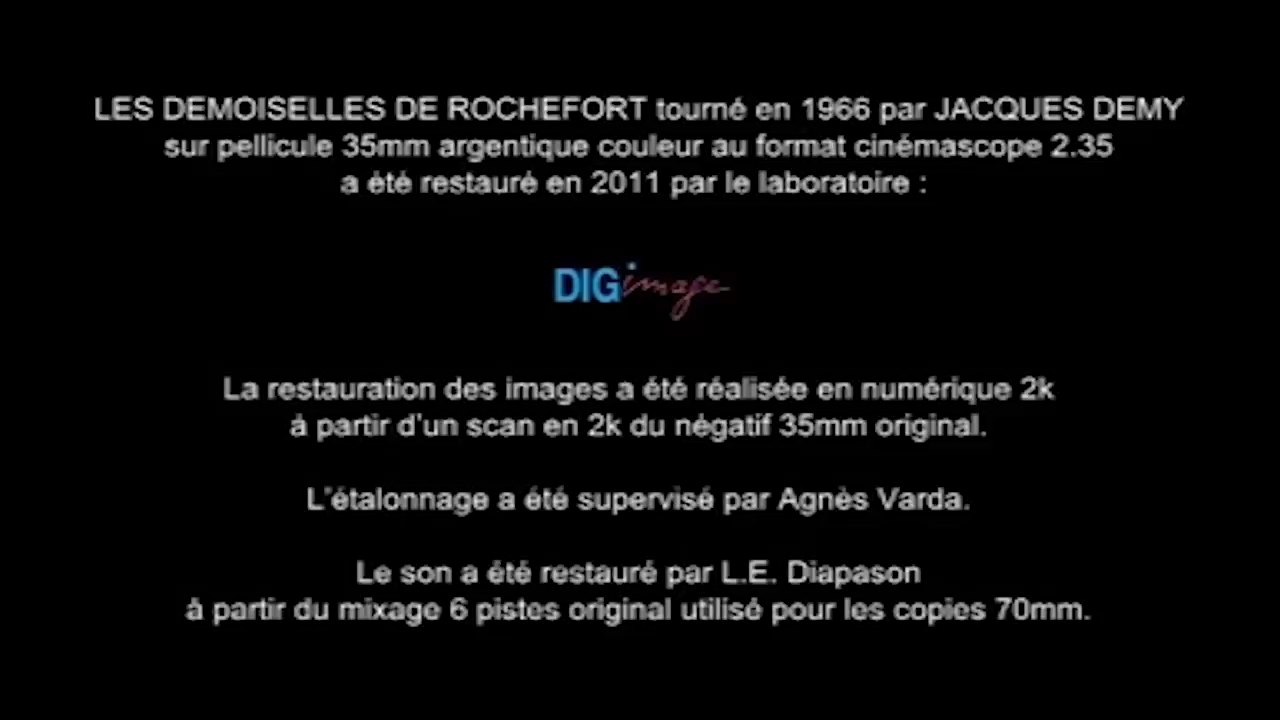 LES DEMOISELLES DE ROCHEFORT tourné en 1966 par JACQUES DEMY
sur pellicule 35mm argentique couleur au format cinémascope 2.35
a été restauré en 2011 par le laboratoire :
DIGimage
La restauration des images a été réalisée en numérique 2k
à partir d'un scan en 2k du négatif 35mm original.
L'étalonnage a été supervisé par Agnès Varda.
Le son a été restauré par L.E. Diapason
à partir du mixage 6 pistes original utilisé pour les copies 70mm.